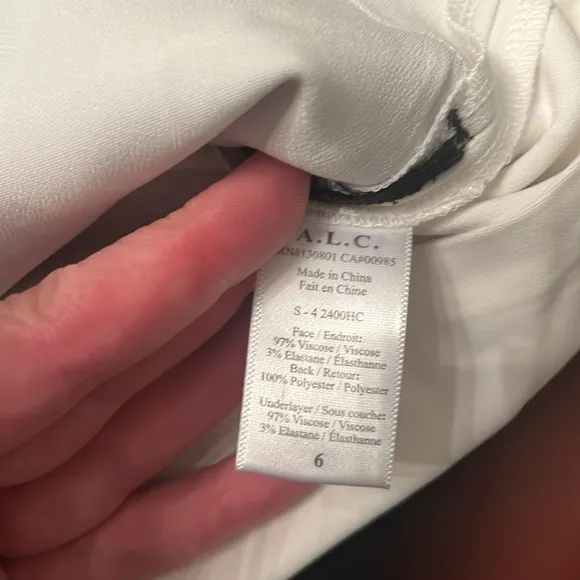 A.L.C.
RN#130801 CA#00985
Made in China
Fait en Chine
S - 4 2400HC
Face / Endroit:
97% Viscose / Viscose
3% Elastane / Élasthanne
Back / Retour:
100% Polyester / Polyester
Underlayer / Sous couche:
97% Viscose / Viscose
3% Elastane / Élasthanne
6